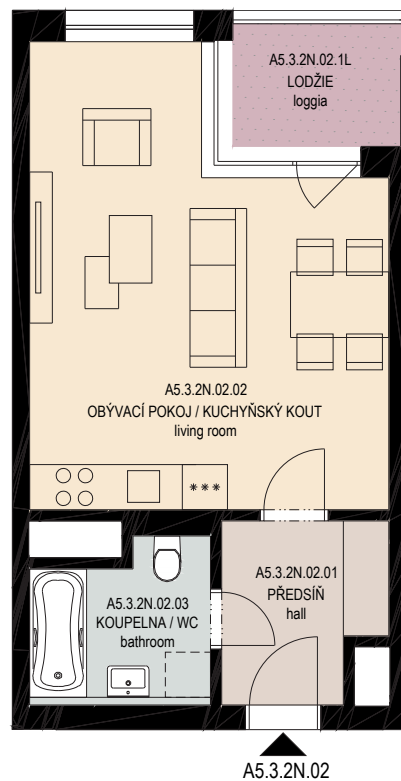 A5.3.2N.02.1L
LODŽIE
loggia
A5.3.2N.02.02
OBÝVACÍ POKOJ / KUCHYŇSKÝ KOUT
living room
***
A5.3.2N.02.01
PŘEDSÍŇ
hall
A5.3.2N.02.03
KOUPELNA / WC
bathroom
A5.3.2N.02